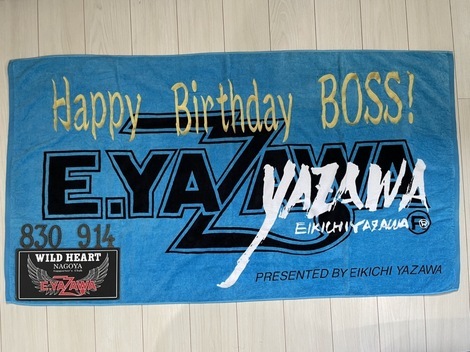 Happy Birthday BOSS!
E.YAZAWA
YAZAWA
EIKICHI YAZAWA ®
830 914
WILD HEART
NAGOYA
E.YAZAWA
PRESENTED BY EIKICHI YAZAWA